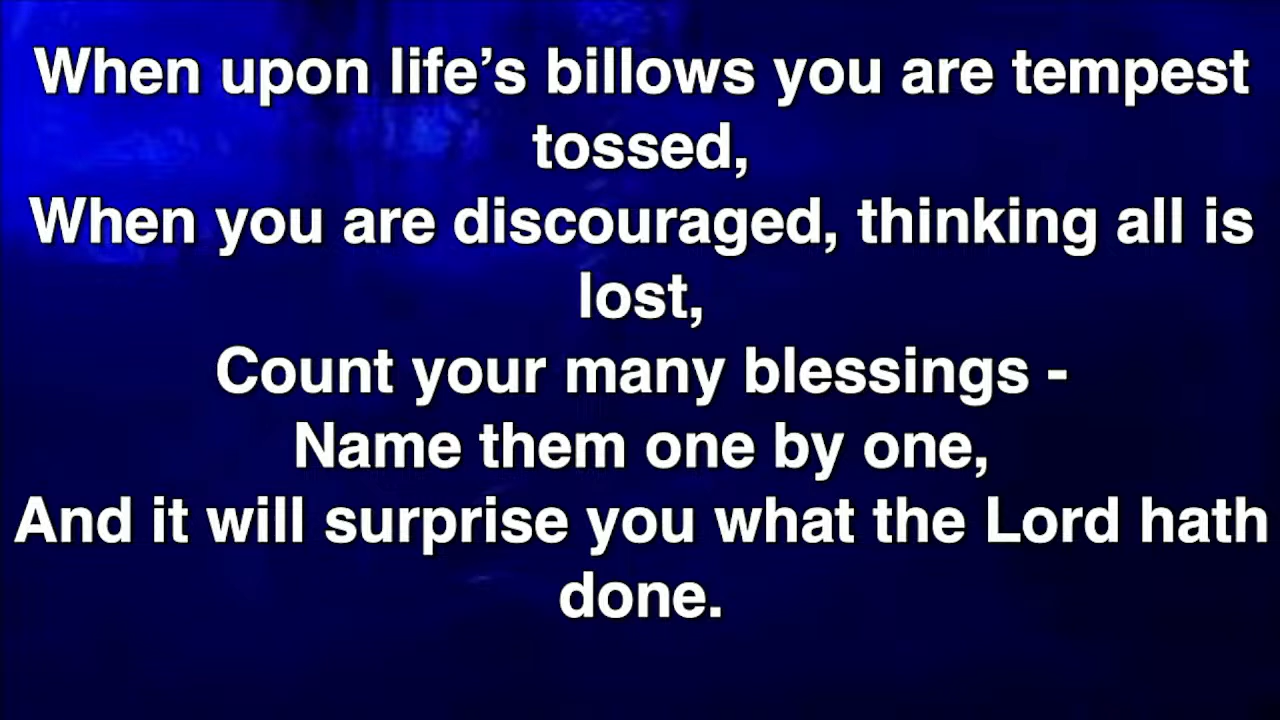 When upon life’s billows you are tempest
tossed,
When you are discouraged, thinking all is
lost,
Count your many blessings -
Name them one by one,
And it will surprise you what the Lord hath
done.